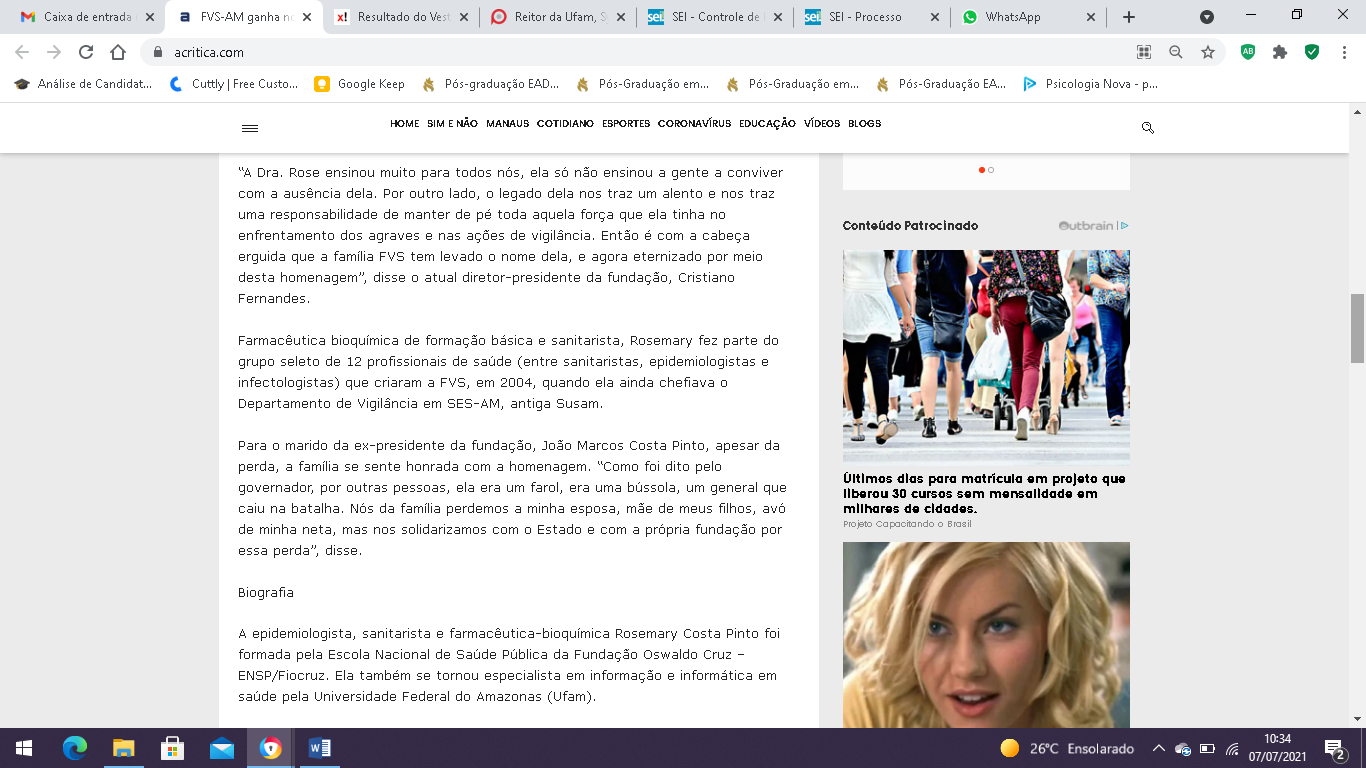 Caixa de entrada
FVS-AM ganha no
Resultado do Vest
Reitor da Ufam, S
SEI - Controle de
SEI - Processo
WhatsApp
acritica.com
Análise de Candidat...
Cuttly | Free Custo...
Google Keep
Pós-graduação EAD...
Pós-Graduação em...
Pós-Graduação em...
Pós-Graduação EA...
Psicologia Nova - p...
HOME SIM E NÃO MANAUS COTIDIANO ESPORTES CORONAVÍRUS EDUCAÇÃO VÍDEOS BLOGS
“A Dra. Rose ensinou muito para todos nós, ela só não ensinou a gente a conviver
com a ausência dela. Por outro lado, o legado dela nos traz um alento e nos traz
uma responsabilidade de manter de pé toda aquela força que ela tinha no
enfrentamento dos agraves e nas ações de vigilância. Então é com a cabeça
erguida que a família FVS tem levado o nome dela, e agora eternizado por meio
desta homenagem”, disse o atual diretor-presidente da fundação, Cristiano
Fernandes.
Farmacêutica bioquímica de formação básica e sanitarista, Rosemary fez parte do
grupo seleto de 12 profissionais de saúde (entre sanitaristas, epidemiologistas e
infectologistas) que criaram a FVS, em 2004, quando ela ainda chefiava o
Departamento de Vigilância em SES-AM, antiga Susam.
Para o marido da ex-presidente da fundação, João Marcos Costa Pinto, apesar da
perda, a família se sente honrada com a homenagem. “Como foi dito pelo
governador, por outras pessoas, ela era um farol, era uma bússola, um general que
caiu na batalha. Nós da família perdemos a minha esposa, mãe de meus filhos, avó
de minha neta, mas nos solidarizamos com o Estado e com a própria fundação por
essa perda”, disse.
Biografia
A epidemiologista, sanitarista e farmacêutica-bioquímica Rosemary Costa Pinto foi
formada pela Escola Nacional de Saúde Pública da Fundação Oswaldo Cruz –
ENSP/Fiocruz. Ela também se tornou especialista em informação e informática em
saúde pela Universidade Federal do Amazonas (Ufam).
Conteúdo Patrocinado
Outbrain
Últimos dias para matrícula em projeto que
liberou 30 cursos sem mensalidade em
milhares de cidades.
Projeto Capacitando o Brasil
26°C Ensolarado
10:34
07/07/2021
2